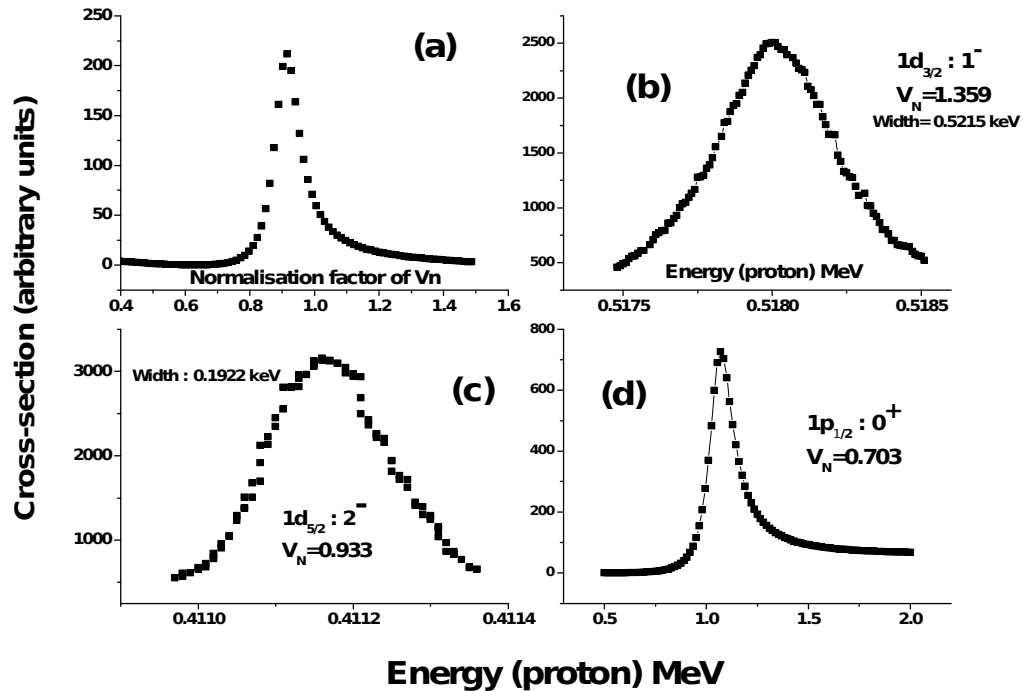 Cross-section (arbitrary units)
250
200
150
100
50
0
(a)
Normalisation factor of Vn
0.4 0.6 0.8 1.0 1.2 1.4 1.6
2500
2000
1500
1000
500
(b)
1d3/2 : 1-
VN=1.359
Width= 0.5215 keV
Energy (proton) MeV
0.5175 0.5180 0.5185
3000
2000
1000
Width : 0.1922 keV
(c)
1d5/2 : 2-
VN=0.933
0.4110 0.4112 0.4114
800
600
400
200
0
(d)
1p1/2 : 0+
VN=0.703
0.5 1.0 1.5 2.0
Energy (proton) MeV